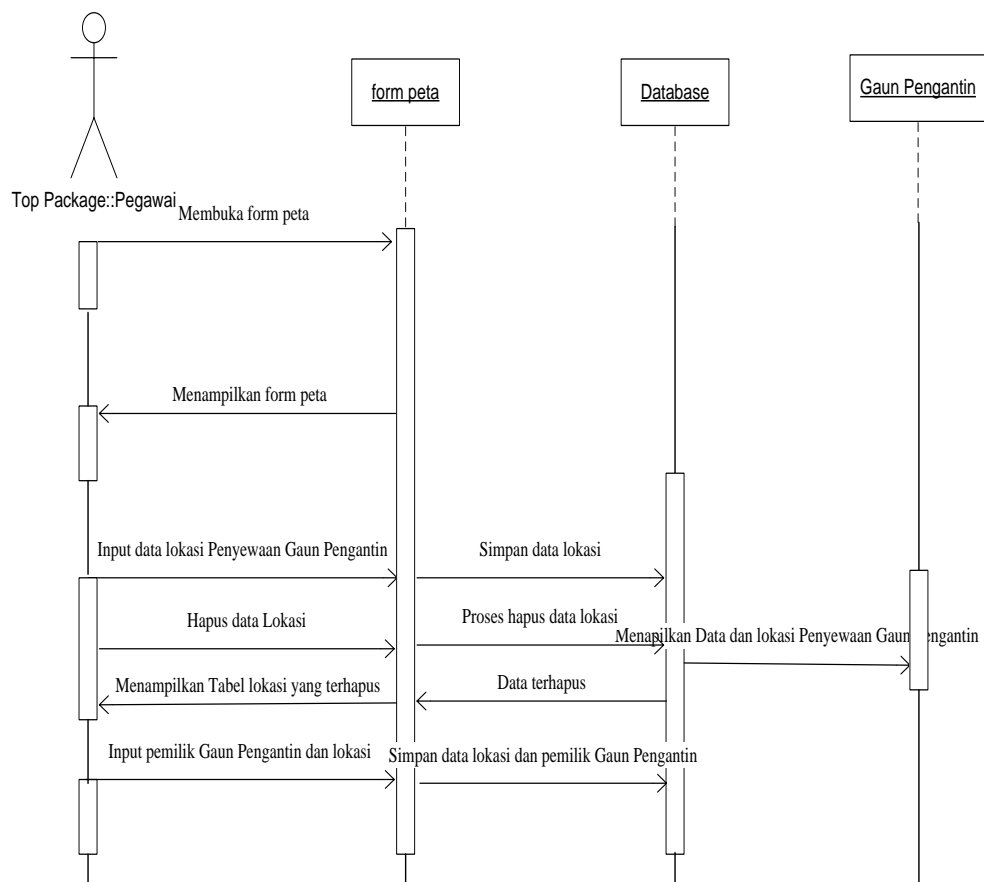 form peta
Database
Gaun Pengantin
Top Package::Pegawai
Membuka form peta
Menampilkan form peta
Input data lokasi Penyewaan Gaun Pengantin
Simpan data lokasi
Hapus data Lokasi
Proses hapus data lokasi
Menapilkan Data dan lokasi Penyewaan Gaun Pengantin
Menampilkan Tabel lokasi yang terhapus
Data terhapus
Input pemilik Gaun Pengantin dan lokasi
Simpan data lokasi dan pemilik Gaun Pengantin